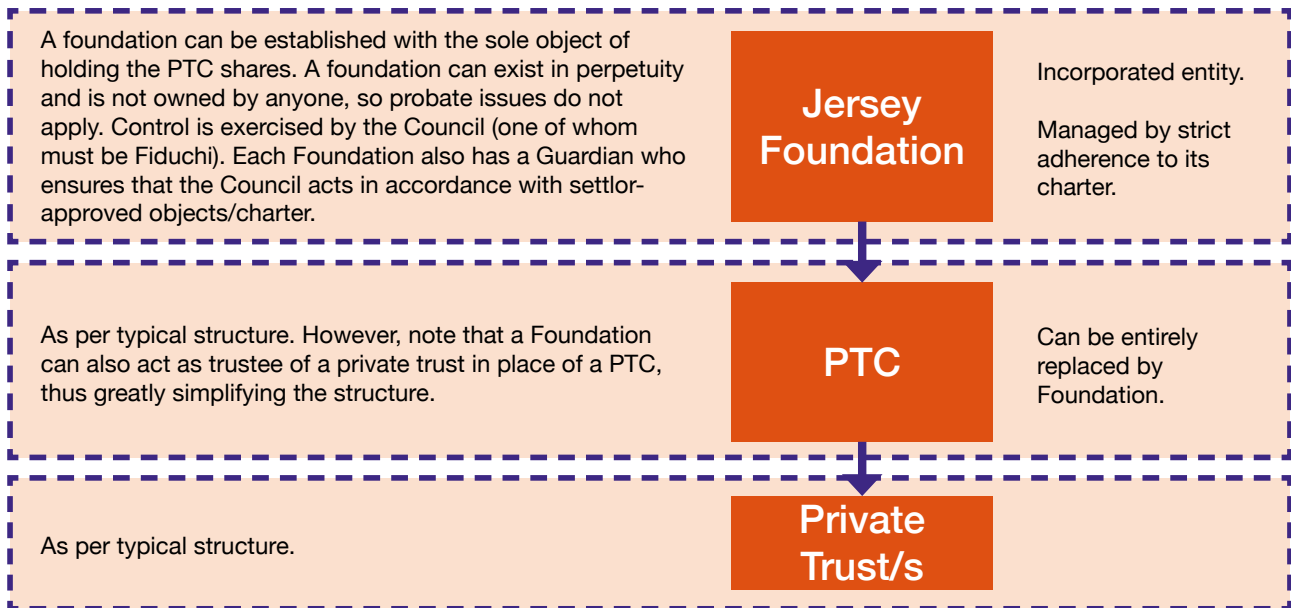 A foundation can be established with the sole object of
holding the PTC shares. A foundation can exist in perpetuity
and is not owned by anyone, so probate issues do not
apply. Control is exercised by the Council (one of whom
must be Fiduchi). Each Foundation also has a Guardian who
ensures that the Council acts in accordance with settlor-
approved objects/charter.
Jersey
Foundation
Incorporated entity.
Managed by strict
adherence to its
charter.
As per typical structure. However, note that a Foundation
can also act as trustee of a private trust in place of a PTC,
thus greatly simplifying the structure.
PTC
Can be entirely
replaced by
Foundation.
As per typical structure.
Private
Trust/s